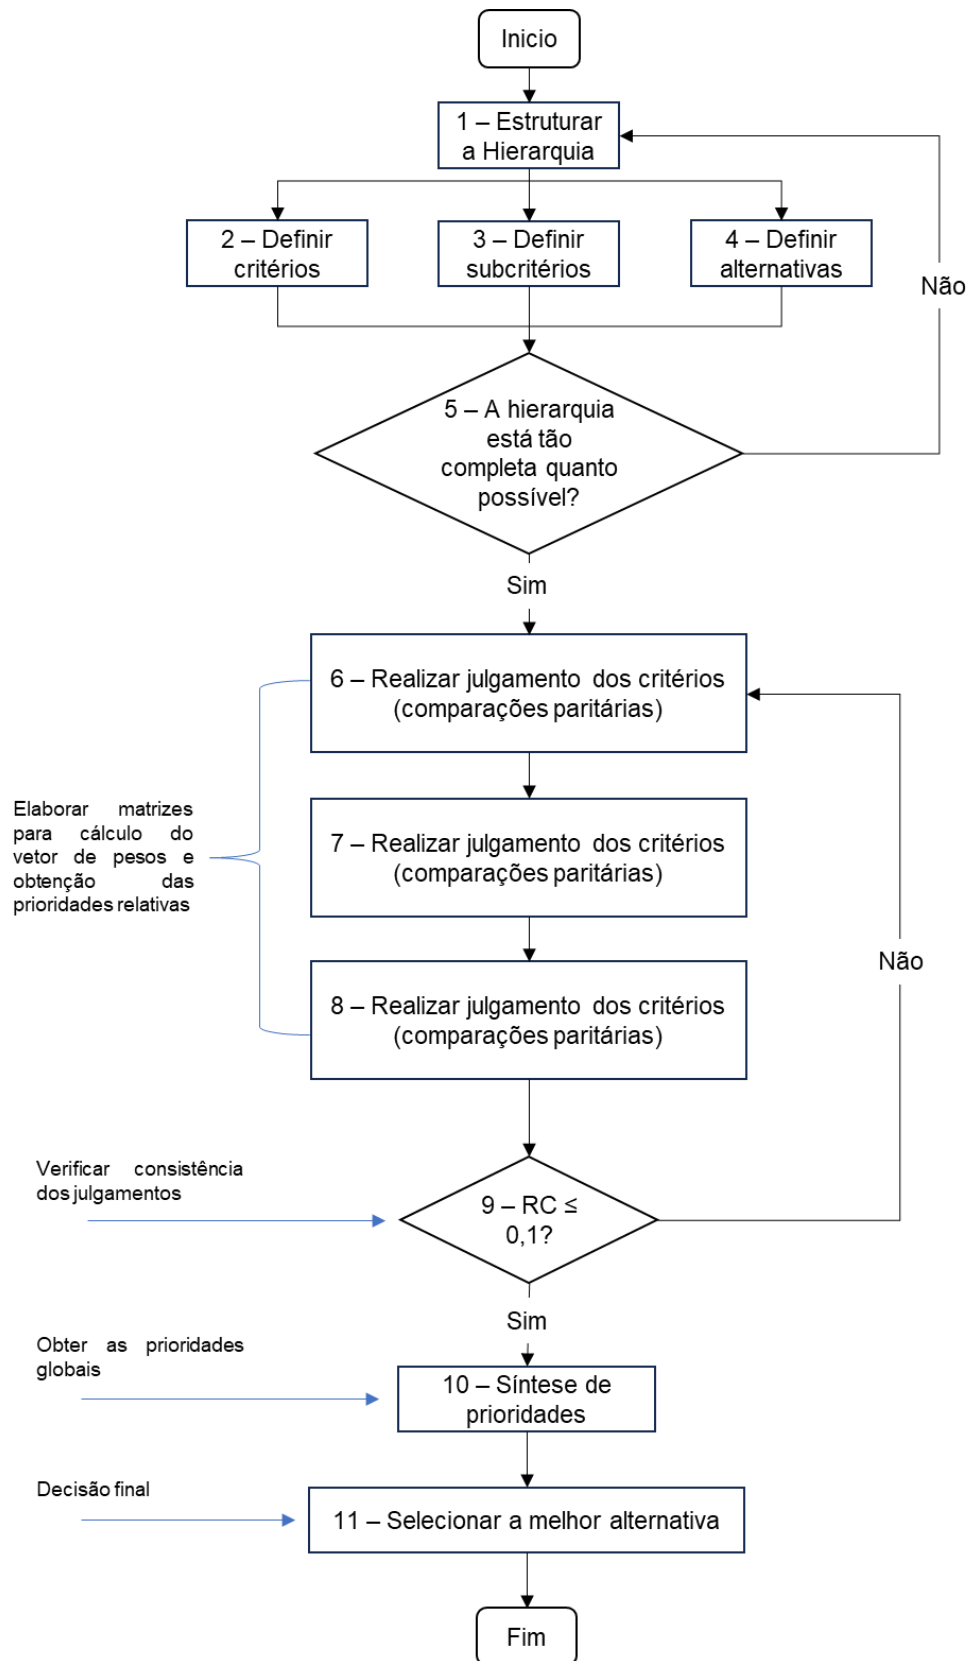 Inicio
1 – Estruturar
a Hierarquia
2 – Definir
critérios
3 – Definir
subcritérios
4 – Definir
alternativas
Não
5 – A hierarquia
está tão
completa quanto
possível?
Sim
6 – Realizar julgamento dos critérios
(comparações paritárias)
Elaborar matrizes
para cálculo do
vetor de pesos e
obtenção das
prioridades relativas
7 – Realizar julgamento dos critérios
(comparações paritárias)
8 – Realizar julgamento dos critérios
(comparações paritárias)
Não
Verificar consistência
dos julgamentos
9 – RC ≤
0,1?
Sim
Obter as prioridades
globais
10 – Síntese de
prioridades
Decisão final
11 – Selecionar a melhor alternativa
Fim